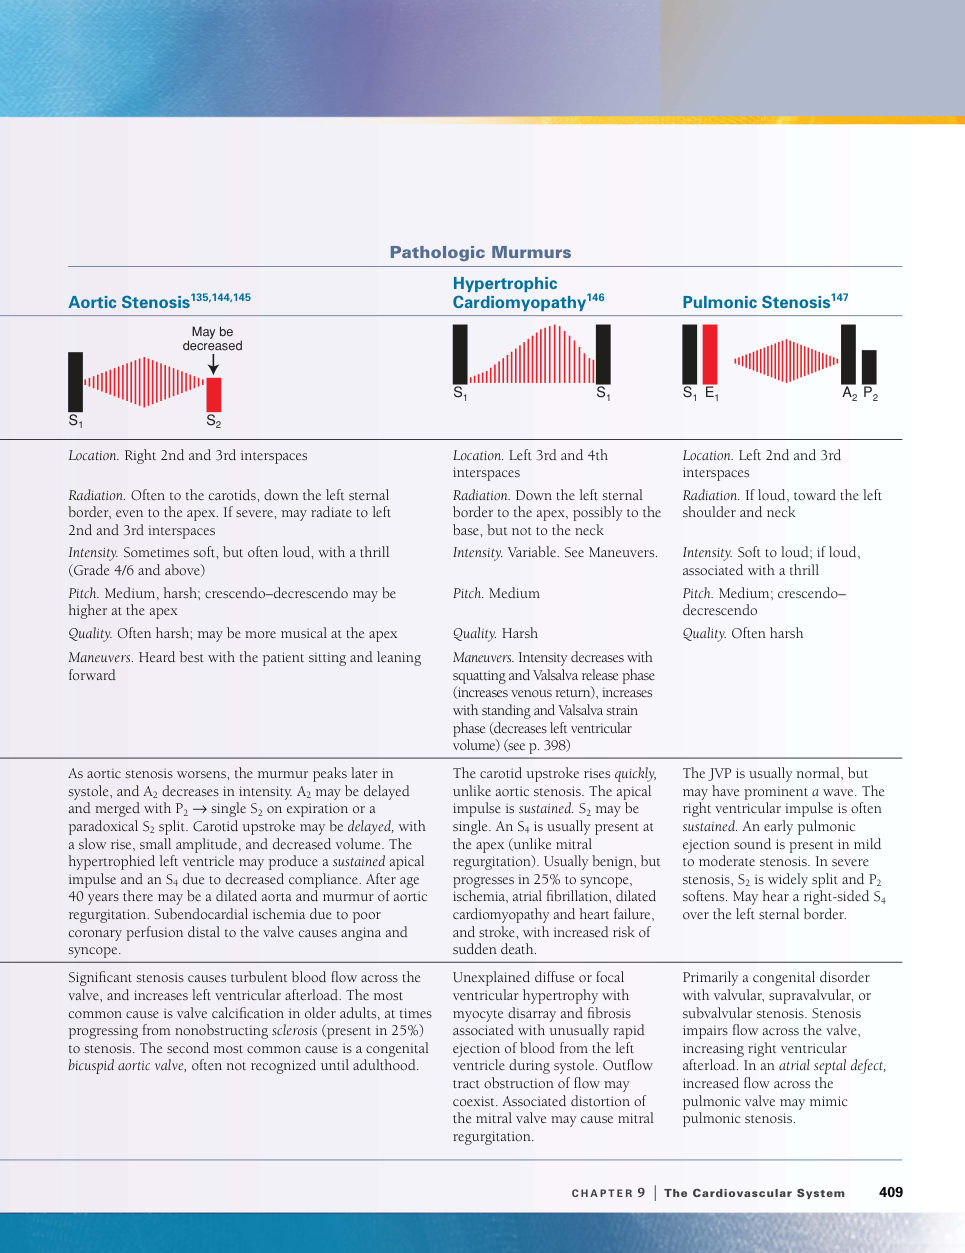 Pathologic Murmurs
Aortic Stenosis135,144,145
Hypertrophic
Cardiomyopathy146
Pulmonic Stenosis147
May be
decreased
S1
S2
S1
S1
S1 E1
A2 P2
Location. Right 2nd and 3rd interspaces
Radiation. Often to the carotids, down the left sternal
border, even to the apex. If severe, may radiate to left
2nd and 3rd interspaces
Intensity. Sometimes soft, but often loud, with a thrill
(Grade 4/6 and above)
Pitch. Medium, harsh; crescendo–decrescendo may be
higher at the apex
Quality. Often harsh; may be more musical at the apex
Maneuvers. Heard best with the patient sitting and leaning
forward
Location. Left 3rd and 4th
interspaces
Radiation. Down the left sternal
border to the apex, possibly to the
base, but not to the neck
Intensity. Variable. See Maneuvers.
Pitch. Medium
Quality. Harsh
Maneuvers. Intensity decreases with
squatting and Valsalva release phase
(increases venous return), increases
with standing and Valsalva strain
phase (decreases left ventricular
volume) (see p. 398)
Location. Left 2nd and 3rd
interspaces
Radiation. If loud, toward the left
shoulder and neck
Intensity. Soft to loud; if loud,
associated with a thrill
Pitch. Medium; crescendo–
decrescendo
Quality. Often harsh
As aortic stenosis worsens, the murmur peaks later in
systole, and A2 decreases in intensity. A2 may be delayed
and merged with P2 → single S2 on expiration or a
paradoxical S2 split. Carotid upstroke may be delayed, with
a slow rise, small amplitude, and decreased volume. The
hypertrophied left ventricle may produce a sustained apical
impulse and an S4 due to decreased compliance. After age
40 years there may be a dilated aorta and murmur of aortic
regurgitation. Subendocardial ischemia due to poor
coronary perfusion distal to the valve causes angina and
syncope.
The carotid upstroke rises quickly,
unlike aortic stenosis. The apical
impulse is sustained. S2 may be
single. An S4 is usually present at
the apex (unlike mitral
regurgitation). Usually benign, but
progresses in 25% to syncope,
ischemia, atrial fibrillation, dilated
cardiomyopathy and heart failure,
and stroke, with increased risk of
sudden death.
The JVP is usually normal, but
may have prominent a wave. The
right ventricular impulse is often
sustained. An early pulmonic
ejection sound is present in mild
to moderate stenosis. In severe
stenosis, S2 is widely split and P2
softens. May hear a right-sided S4
over the left sternal border.
Significant stenosis causes turbulent blood flow across the
valve, and increases left ventricular afterload. The most
common cause is valve calcification in older adults, at times
progressing from nonobstructing sclerosis (present in 25%)
to stenosis. The second most common cause is a congenital
bicuspid aortic valve, often not recognized until adulthood.
Unexplained diffuse or focal
ventricular hypertrophy with
myocyte disarray and fibrosis
associated with unusually rapid
ejection of blood from the left
ventricle during systole. Outflow
tract obstruction of flow may
coexist. Associated distortion of
the mitral valve may cause mitral
regurgitation.
Primarily a congenital disorder
with valvular, supravalvular, or
subvalvular stenosis. Stenosis
impairs flow across the valve,
increasing right ventricular
afterload. In an atrial septal defect,
increased flow across the
pulmonic valve may mimic
pulmonic stenosis.
CHAPTER 9 | The Cardiovascular System 409